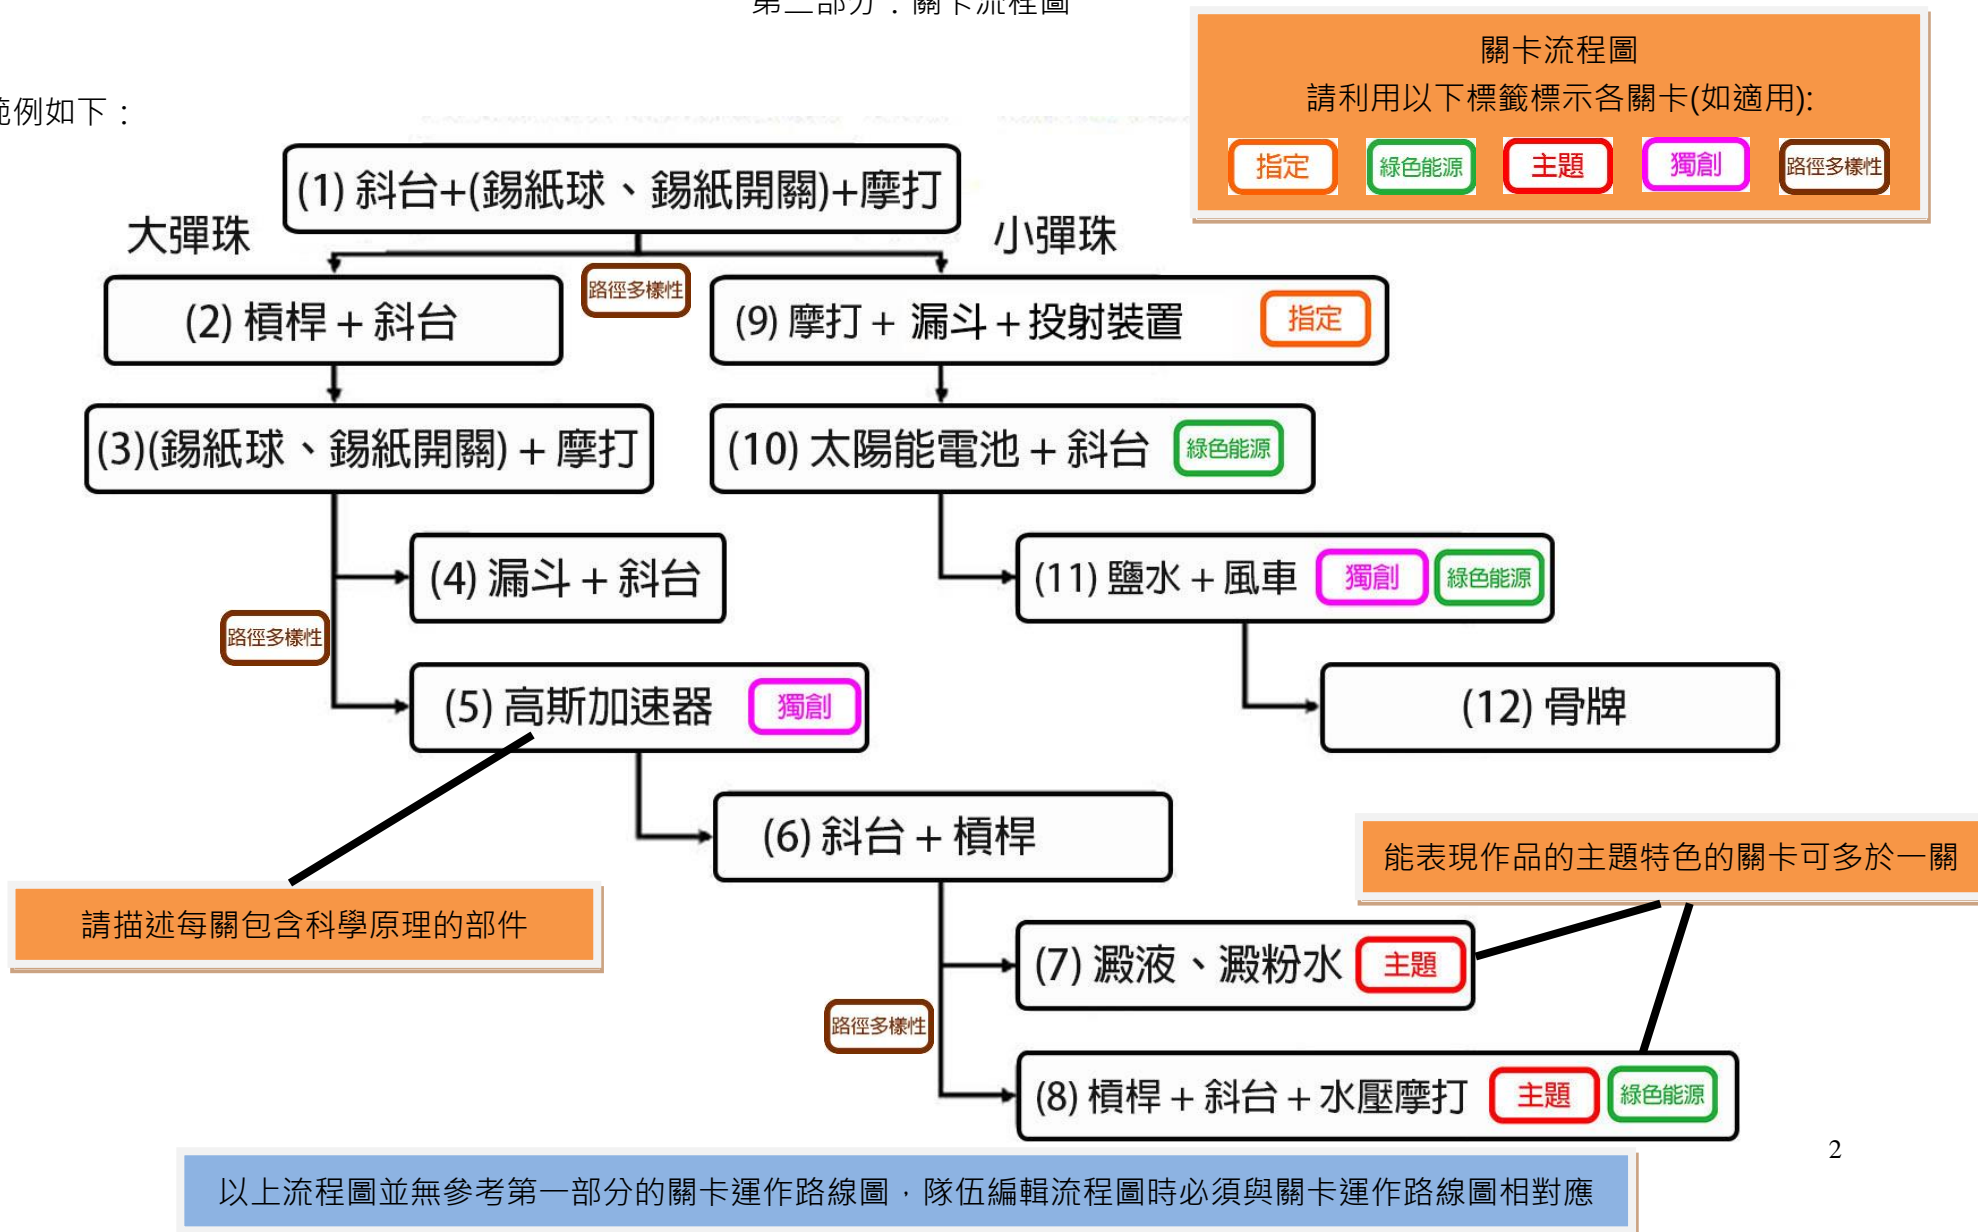 第二部分：關卡流程圖
範例如下：
關卡流程圖
請利用以下標籤標示各關卡(如適用):
指定 綠色能源 主題 獨創 路徑多樣性
(1) 斜台+(錫紙球、錫紙開關)+摩打
大彈珠 小彈珠
路徑多樣性
(2) 槓桿 + 斜台
(9) 摩打 + 漏斗 + 投射裝置 指定
(3)(錫紙球、錫紙開關) + 摩打
(10) 太陽能電池 + 斜台 綠色能源
(4) 漏斗 + 斜台
(11) 鹽水 + 風車 獨創 綠色能源
路徑多樣性
(5) 高斯加速器 獨創
(12) 骨牌
(6) 斜台 + 槓桿
能表現作品的主題特色的關卡可多於一關
請描述每關包含科學原理的部件
(7) 澱液、澱粉水 主題
路徑多樣性
(8) 槓桿 + 斜台 + 水壓摩打 主題 綠色能源
2
以上流程圖並無參考第一部分的關卡運作路線圖，隊伍編輯流程圖時必須與關卡運作路線圖相對應